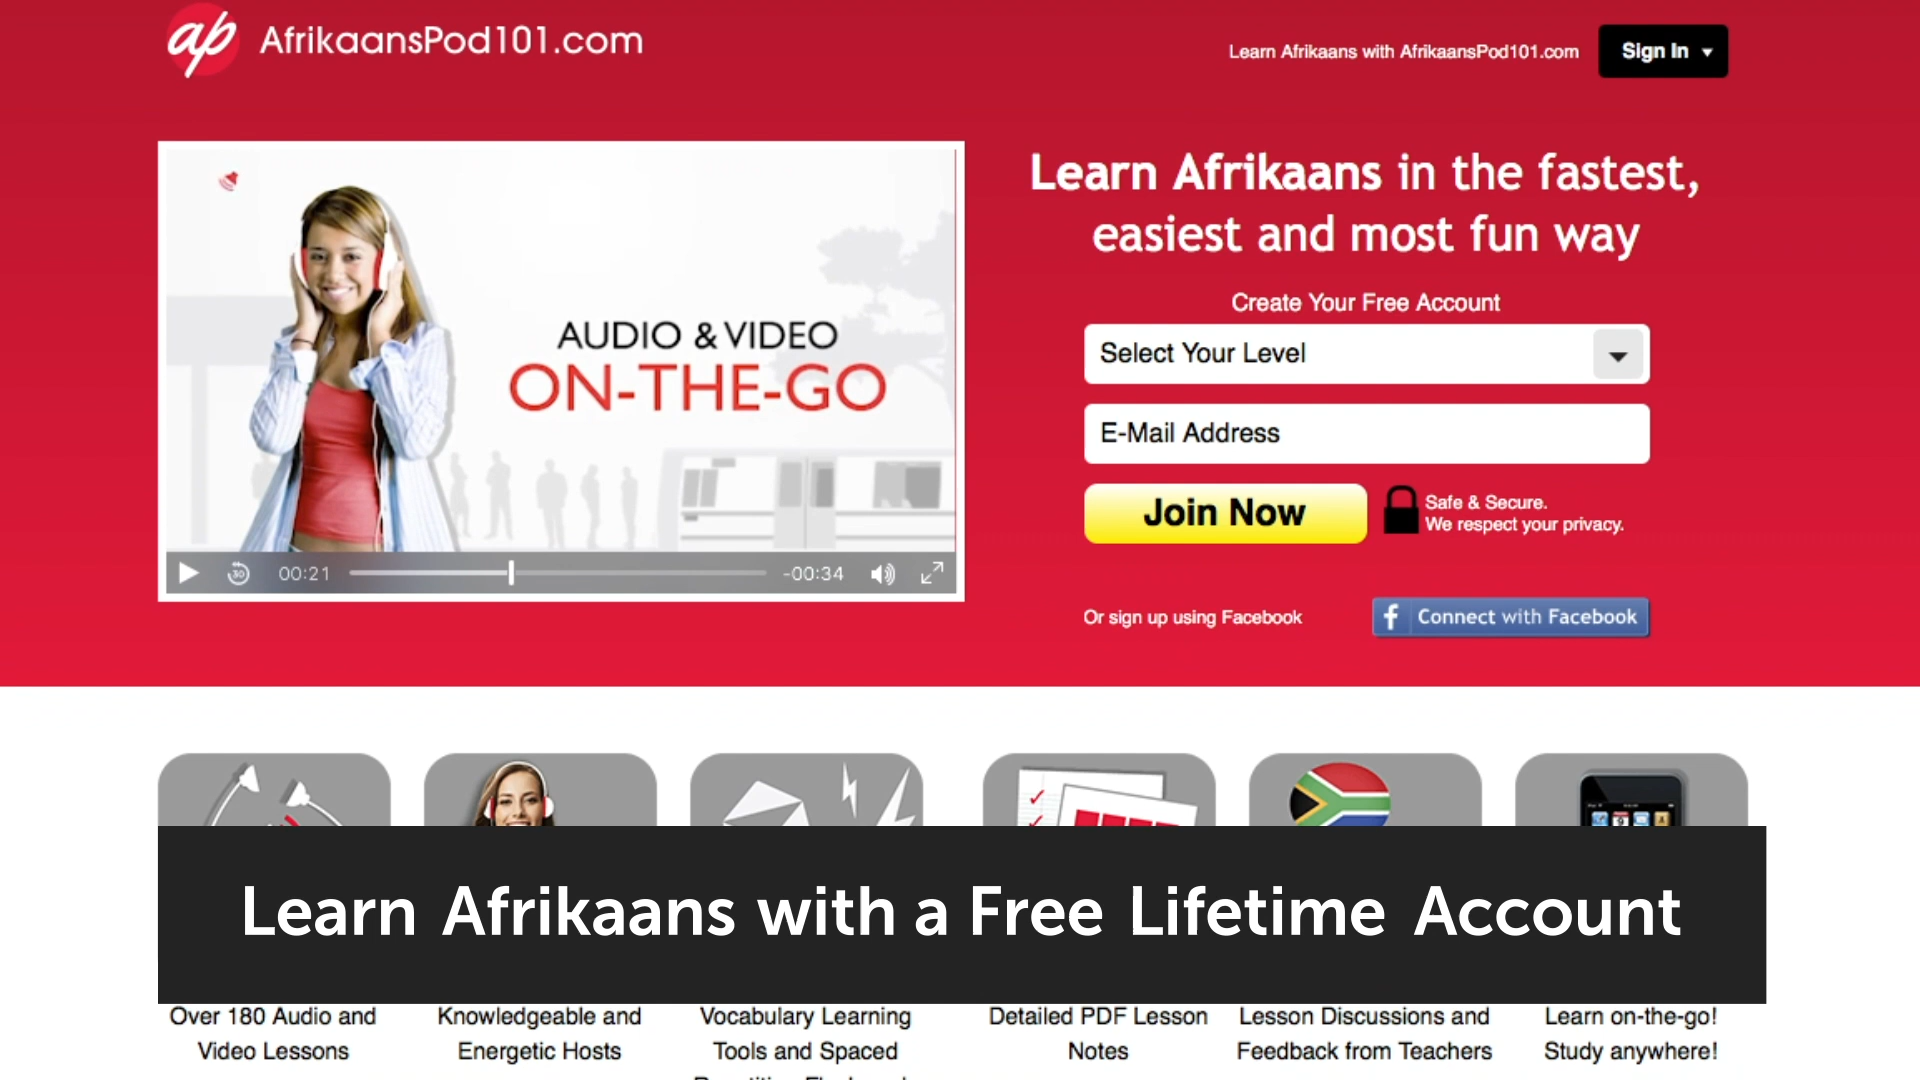 ap
AfrikaansPod101.com
Learn Afrikaans with AfrikaansPod101.com
Sign In
AUDIO & VIDEO
ON-THE-GO
00:21
-00:34
30
Learn Afrikaans in the fastest,
easiest and most fun way
Create Your Free Account
Select Your Level
E-Mail Address
Join Now
Safe & Secure.
We respect your privacy.
Or sign up using Facebook
f Connect with Facebook
Learn Afrikaans with a Free Lifetime Account
Over 180 Audio and
Video Lessons
Knowledgeable and
Energetic Hosts
Vocabulary Learning
Tools and Spaced
Detailed PDF Lesson
Notes
Lesson Discussions and
Feedback from Teachers
Learn on-the-go!
Study anywhere!